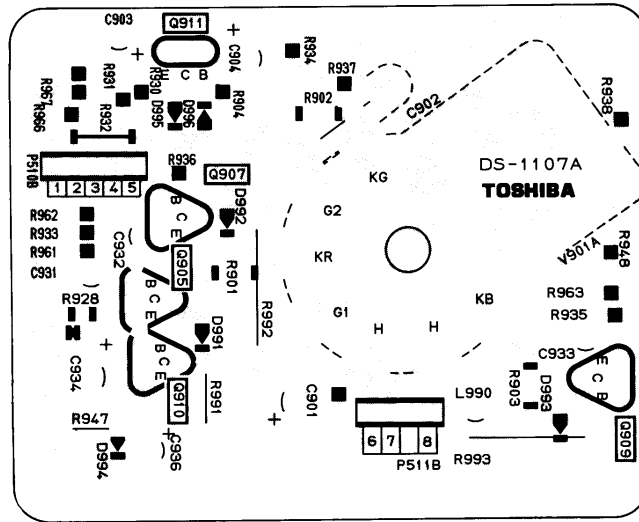 C903
Q911
E C B
C904
R934
R967
R931
R930
R937
R966
R932
D995
D996
R904
R902
C902
R938
P510B
1 2 3 4 5
R936
Q907
DS-1107A
TOSHIBA
KG
B C E
D992
G2
R962
R933
R961
C931
C932
Q905
R901
R992
KR
V901A
R948
R928
B C E
G1
H
H
KB
R963
R935
C934
B C E
D991
C933
E C B
Q910
R991
C901
L990
R903
D993
R947
6 7 8
Q909
D994
C936
P511B
R993